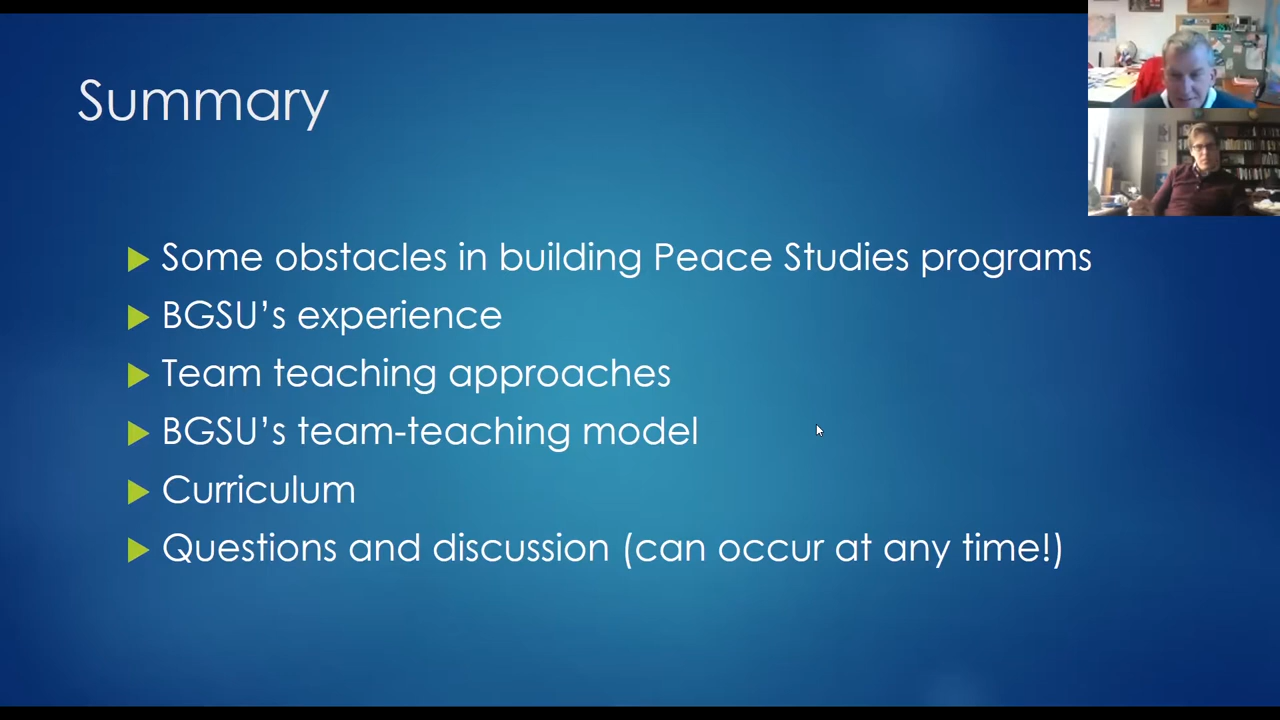 Summary
Some obstacles in building Peace Studies programs
BGSU’s experience
Team teaching approaches
BGSU’s team-teaching model
Curriculum
Questions and discussion (can occur at any time!)